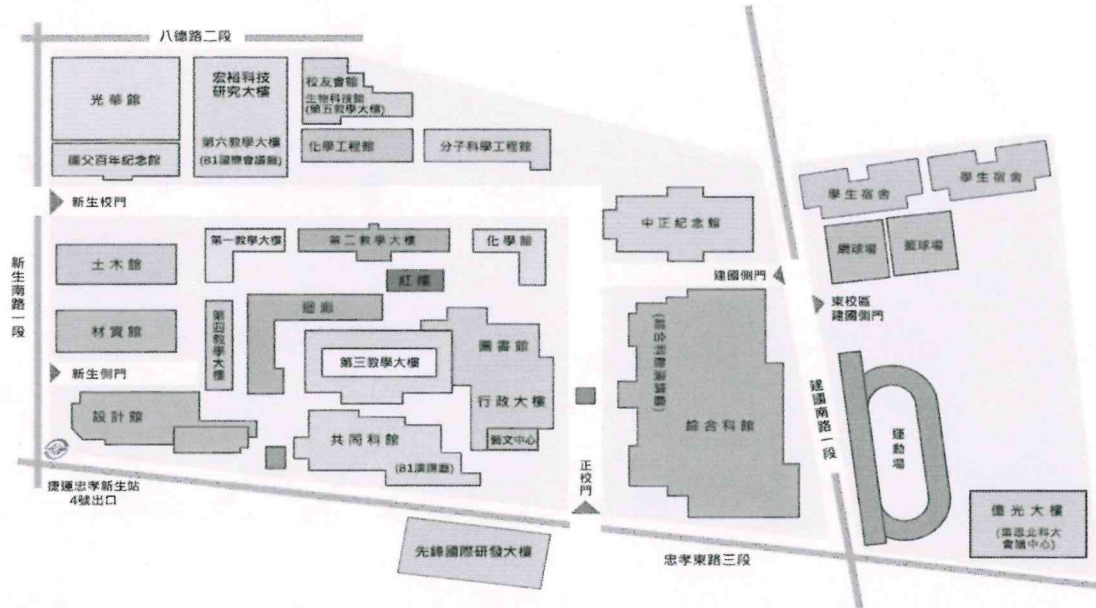 八德路二段
光華館
宏裕科技
研究大樓
校友會館
生物科技館
(第五教學大樓)
國父百年紀念館
第六教學大樓
(B1國際會議廳)
化學工程館
分子科學工程館
新生校門
學生宿舍
學生宿舍
中正紀念館
第一教學大樓
第二教學大樓
化學館
土木館
網球場
籃球場
紅樓
建國側門
新生南路一段
東校區
建國側門
迴廊
材資館
第四教學大樓
圖書館
第三教學大樓
新生側門
建國南路一段
行政大樓
設計館
綜合科館
共同科館
藝文中心
(B1演講廳)
運動場
正校門
捷運忠孝新生站
4號出口
億光大樓
(集思北科大
會議中心)
先鋒國際研發大樓
忠孝東路三段